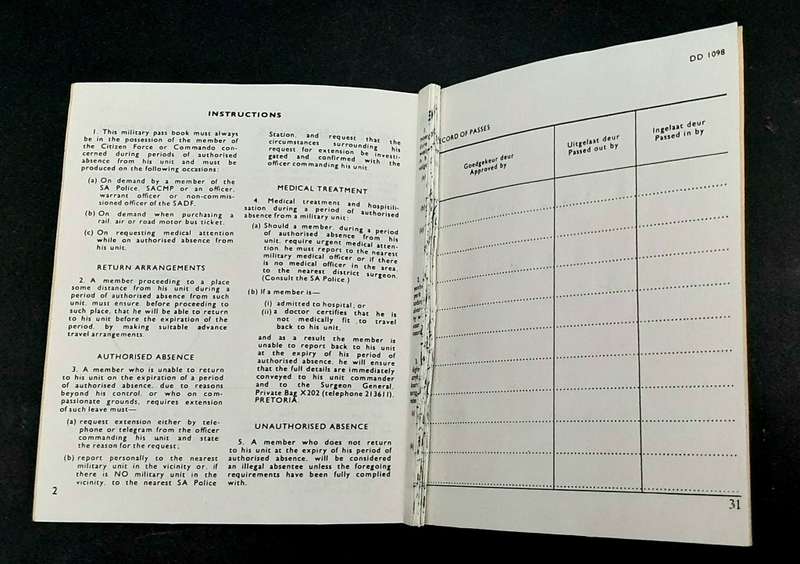 INSTRUCTIONS
1. This military pass book must always
be in the possession of the member of
the Citizen Force or Commando con-
cerned during periods of authorised
absence from his unit and must be
produced on the following occasions:
(a) On demand by a member of the
SA Police, SACMP or an officer,
warrant officer or non-commis-
sioned officer of the SADF.
(b) On demand when purchasing a
rail, air or road motor bus ticket.
(c) On requesting medical attention
while on authorised absence from
his unit.
RETURN ARRANGEMENTS
2. A member proceeding to a place
some distance from his unit during a
period of authorised absence from such
unit, must ensure, before proceeding to
such place, that he will be able to return
to his unit before the expiration of the
period, by making suitable advance
travel arrangements.
AUTHORISED ABSENCE
3. A member who is unable to return
to his unit on the expiration of a period
of authorised absence, due to reasons
beyond his control, or who on com-
passionate grounds, requires extension
of such leave must—
(a) request extension either by tele-
phone or telegram from the officer
commanding his unit and state
the reason for the request;
(b) report personally to the nearest
military unit in the vicinity or, if
there is NO military unit in the
vicinity, to the nearest SA Police
2
Station, and request that the
circumstances surrounding his
request for extension be investi-
gated and confirmed with the
officer commanding his unit.
MEDICAL TREATMENT
4. Medical treatment and hospitili-
sation during a period of authorised
absence from a military unit:
(a) Should a member, during a period
of authorised absence from his
unit, require urgent medical atten-
tion, he must report to the nearest
military medical officer or if there
is no medical officer in the area,
to the nearest district surgeon.
(Consult the SA Police.)
(b) If a member is—
(i) admitted to hospital; or
(ii) a doctor certifies that he is
not medically fit to travel
back to his unit,
and as a result the member is
unable to report back to his unit
at the expiry of his period of
authorised absence, he will ensure
that the full details are immediately
conveyed to his unit commander
and to the Surgeon General,
Private Bag X202 (telephone 213611),
PRETORIA.
UNAUTHORISED ABSENCE
5. A member who does not return
to his unit at the expiry of his period of
authorised absence, will be considered
an illegal absentee unless the foregoing
requirements have been fully complied
with.
DD 1098
ECORD OF PASSES
Goedgekeur deur
Approved by
Uitgelaat deur
Passed out by
Ingelaat deur
Passed in by
31